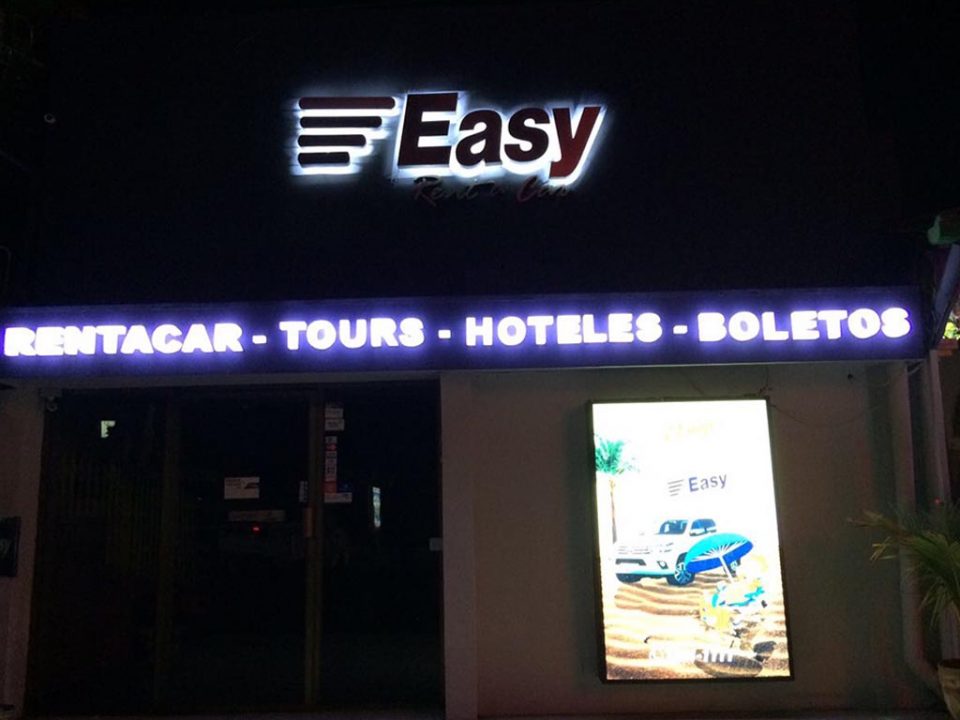 Easy
Rent a Car
RENTACAR - TOURS - HOTELES - BOLETOS
Easy